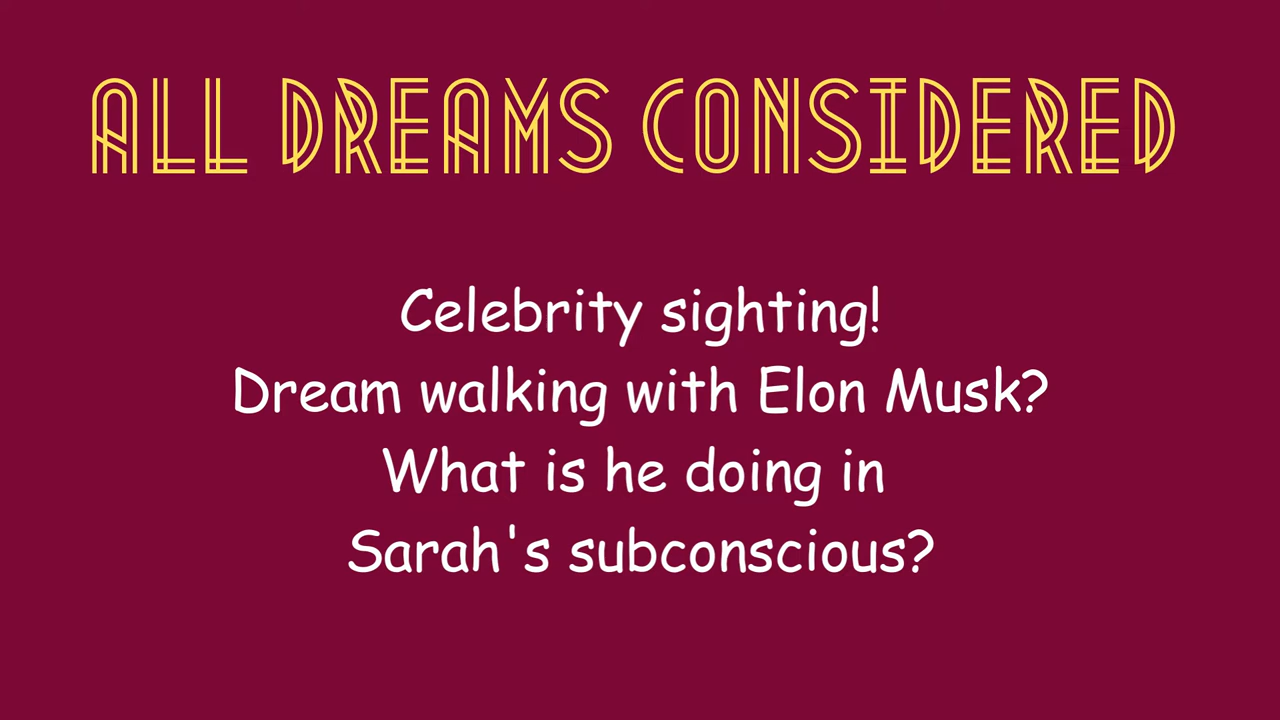 ALL DREAMS CONSIDERED
Celebrity sighting!
Dream walking with Elon Musk?
What is he doing in
Sarah's subconscious?